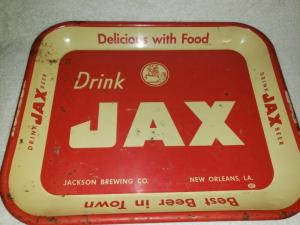 Delicious with Food
Drink
JAX
DRINK JAX BEER
DRINK JAX BEER
JACKSON BREWING CO. NEW ORLEANS, LA.
Best Beer in Town